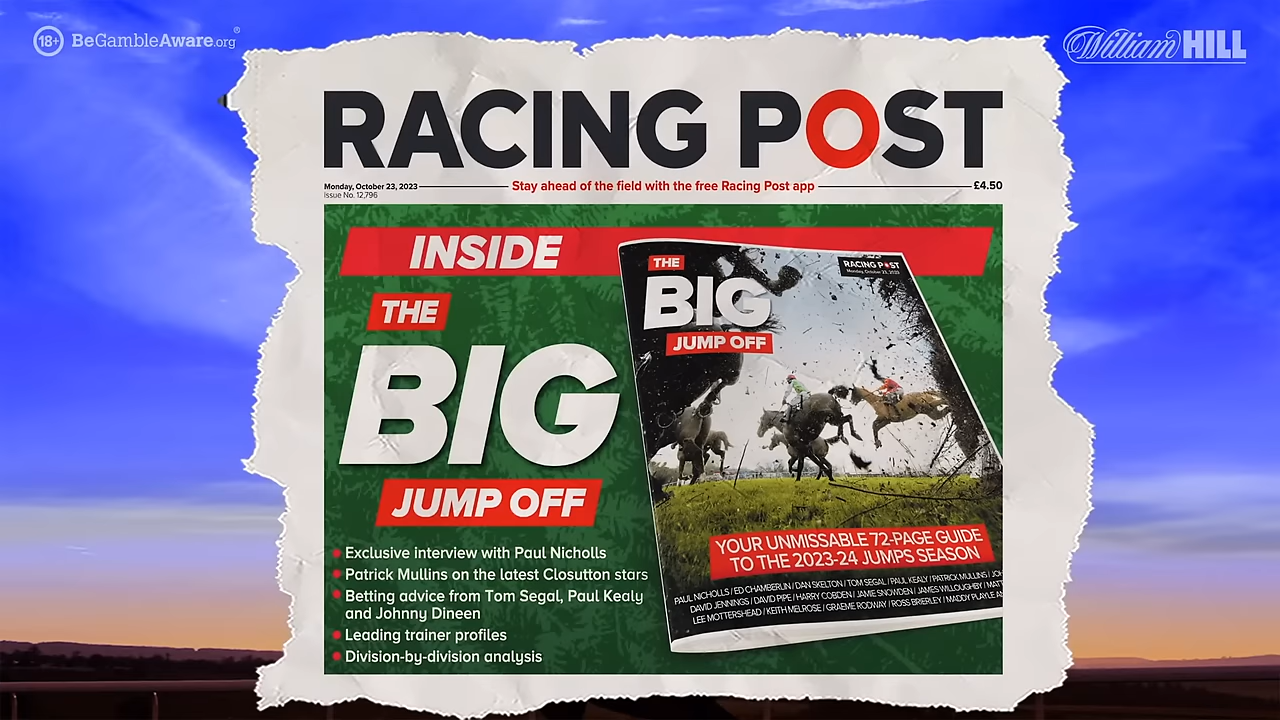 18+ BeGambleAware.org®
William HILL
RACING POST
Monday, October 23, 2023
Stay ahead of the field with the free Racing Post app
£4.50
Issue No. 12,796
INSIDE
THE
BIG
JUMP OFF
Exclusive interview with Paul Nicholls
Patrick Mullins on the latest Closutton stars
Betting advice from Tom Segal, Paul Kealy
and Johnny Dineen
Leading trainer profiles
Division-by-division analysis
THE
BIG
JUMP OFF
RACING POST
Monday, October 23, 2023
YOUR UNMISSABLE 72-PAGE GUIDE
TO THE 2023-24 JUMPS SEASON
PAUL NICHOLLS / ED CHAMBERLIN / DAN SKELTON / TOM SEGAL / PAUL KEALY / PATRICK MULLINS /
DAVID JENNINGS / DAVID PIPE / HARRY COBDEN / JAMIE SNOWDEN / JAMES WILLOUGHBY /
LEE MOTTERSHEAD / KEITH MELROSE / GRAEME RODWAY / ROSS BRIERLEY / MADDY PLAYLE